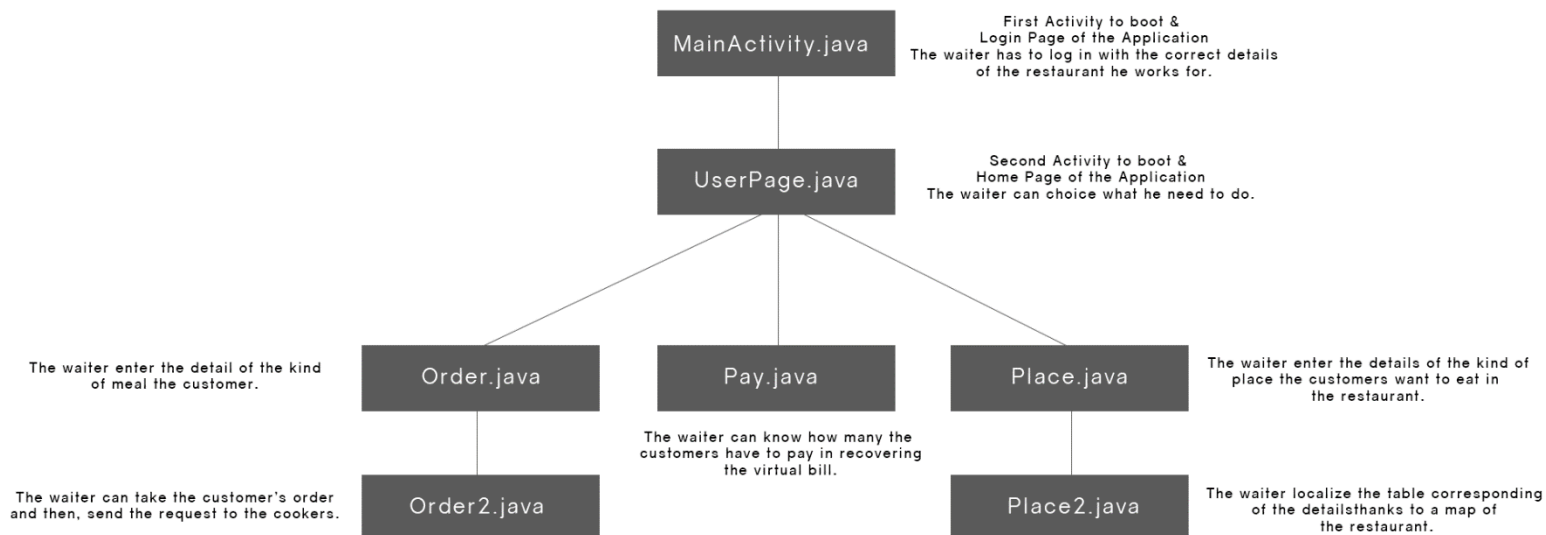 MainActivity.java
First Activity to boot &
Login Page of the Application
The waiter has to log in with the correct details
of the restaurant he works for.
UserPage.java
Second Activity to boot &
Home Page of the Application
The waiter can choice what he need to do.
The waiter enter the detail of the kind
of meal the customer.
Order.java
Pay.java
Place.java
The waiter enter the details of the kind of
place the customers want to eat in
the restaurant.
The waiter can know how many the
customers have to pay in recovering
the virtual bill.
The waiter can take the customer's order
and then, send the request to the cookers.
Order2.java
Place2.java
The waiter localize the table corresponding
of the detailsthanks to a map of
the restaurant.